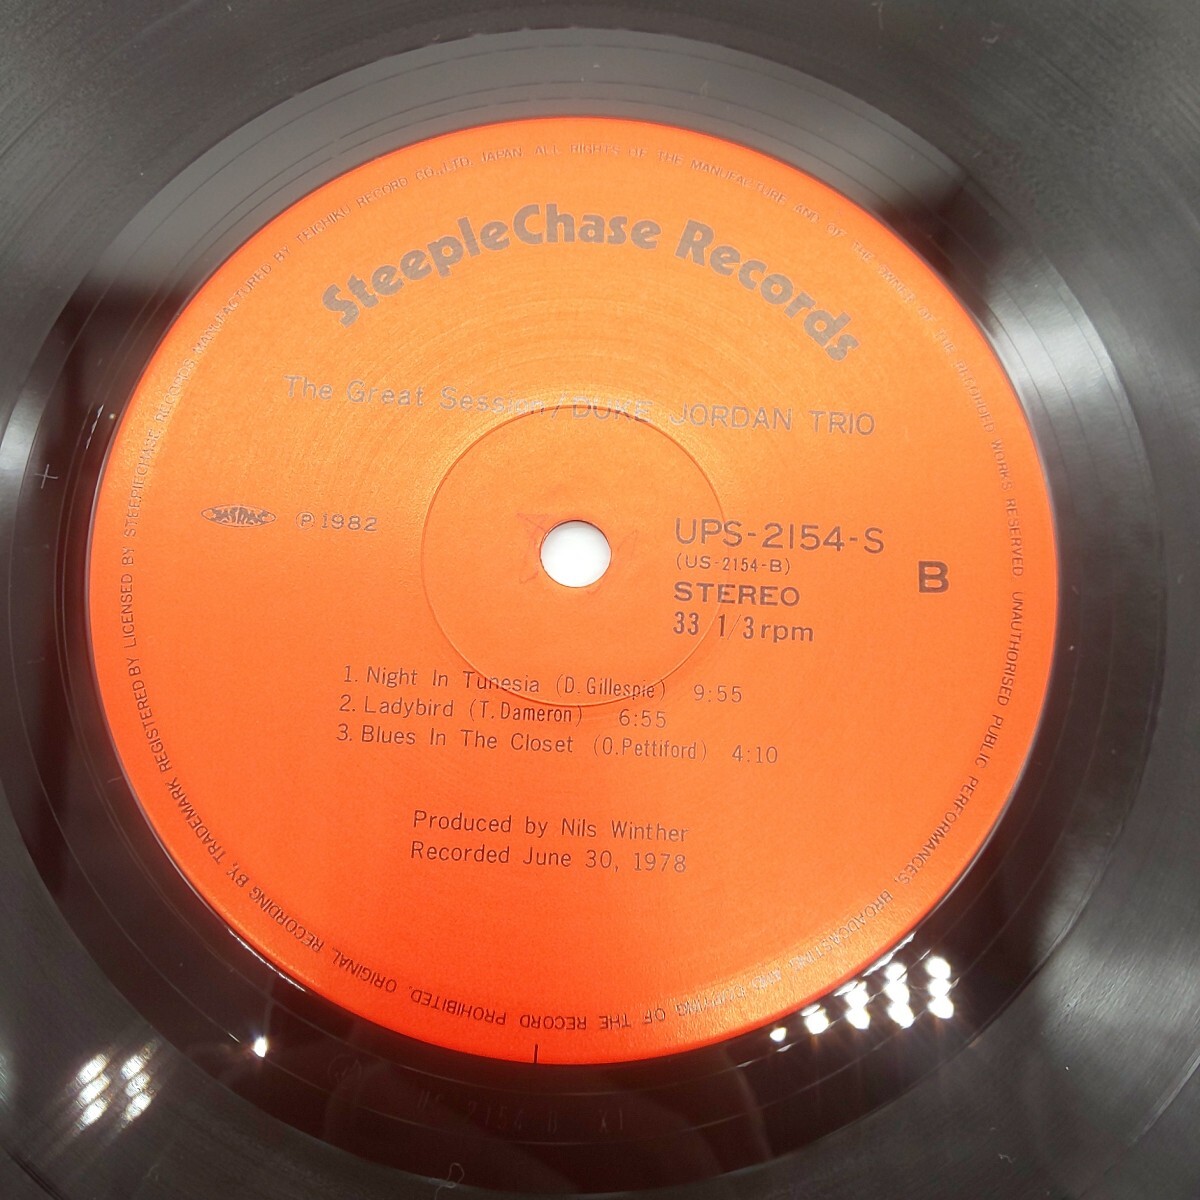 SteepleChase Records
The Great Session/DUKE JORDAN TRIO
JASRAC
℗ 1982
UPS-2154-S
(US-2154-B)
STEREO
33 1/3rpm
B
1. Night In Tunesia (D. Gillespie) 9:55
2. Ladybird (T. Dameron) 6:55
3. Blues In The Closet (O. Pettiford) 4:10
Produced by Nils Winther
Recorded June 30, 1978
ORIGINAL RECORDING BY, TRADEMARK REGISTERED BY LICENSED BY STEEPLECHASE RECORDS MANUFACTURED BY TEICHIKU RECORD CO., LTD. JAPAN ALL RIGHTS OF THE MANUFACTURE AND OF THE OWNER OF THE RECORDED WORKS RESERVED UNAUTHORISED PUBLIC PERFORMANCES, BROADCASTING AND COPYING OF THE RECORD PROHIBITED.